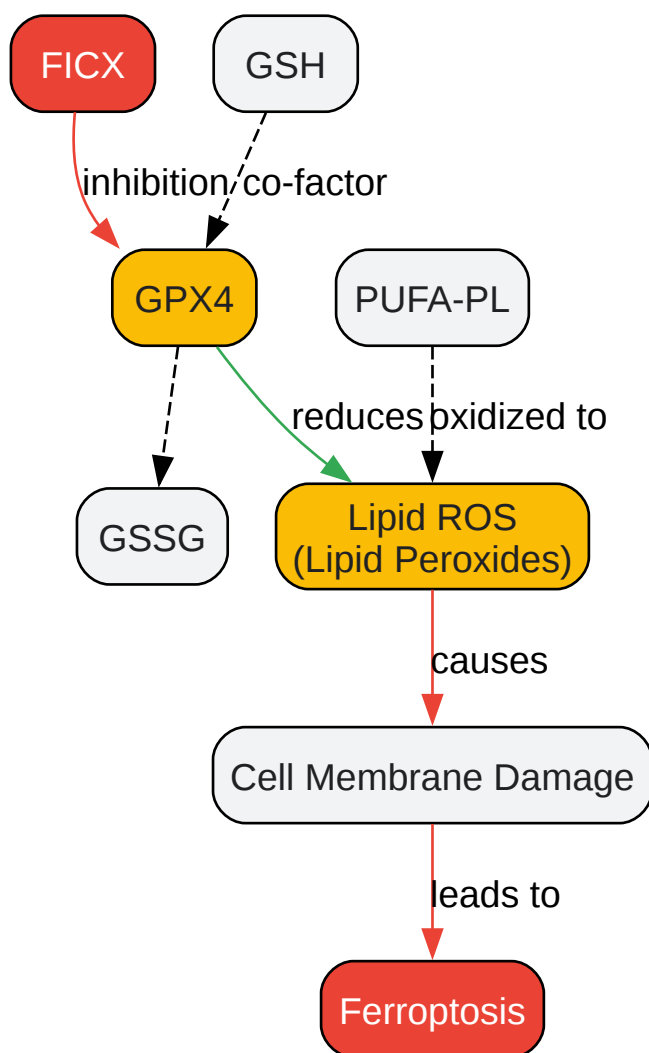 FICX
GSH
inhibition
co-factor
GPX4
PUFA-PL
reduces
oxidized to
GSSG
Lipid ROS
(Lipid Peroxides)
causes
Cell Membrane Damage
leads to
Ferroptosis